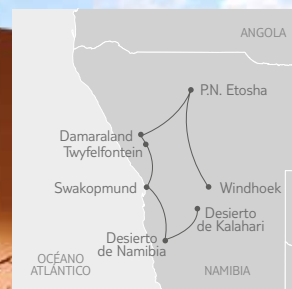 ANGOLA
P.N. Etosha
Damaraland
Twyfelfontein
Swakopmund
Windhoek
Desierto
de Kalahari
Desierto
de Namibia
OCÉANO
ATLÁNTICO
NAMIBIA